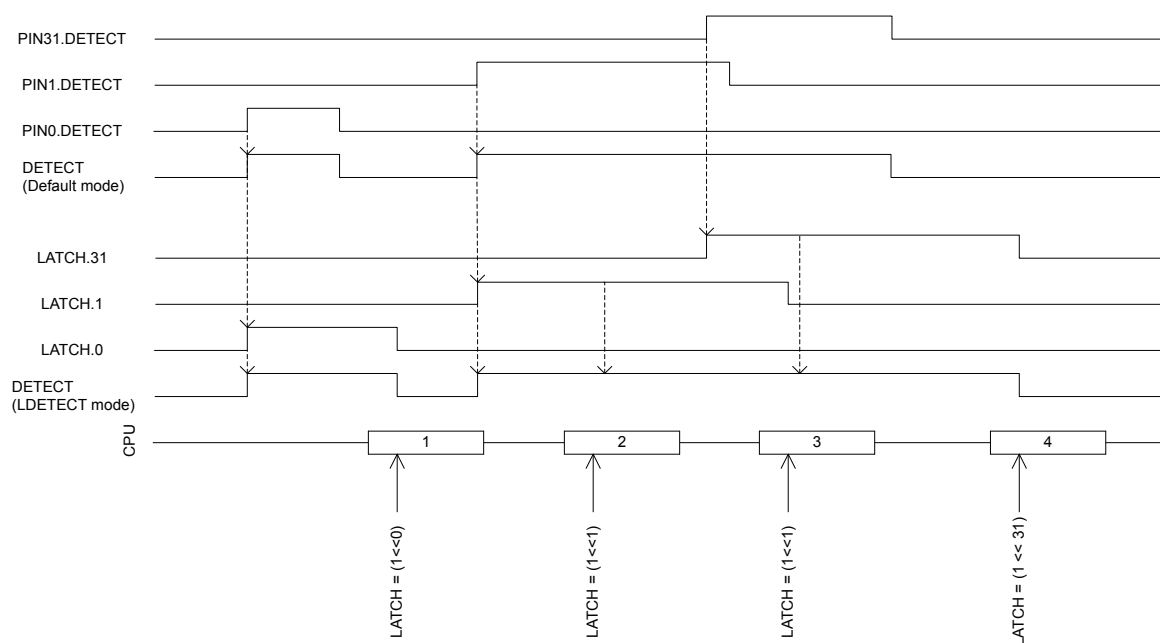 PIN31.DETECT
PIN1.DETECT
PIN0.DETECT
DETECT
(Default mode)
LATCH.31
LATCH.1
LATCH.0
DETECT
(LDETECT mode)
CPU
1
2
3
4
LATCH = (1<<0)
LATCH = (1<<1)
LATCH = (1<<1)
ATCH = (1 << 31)